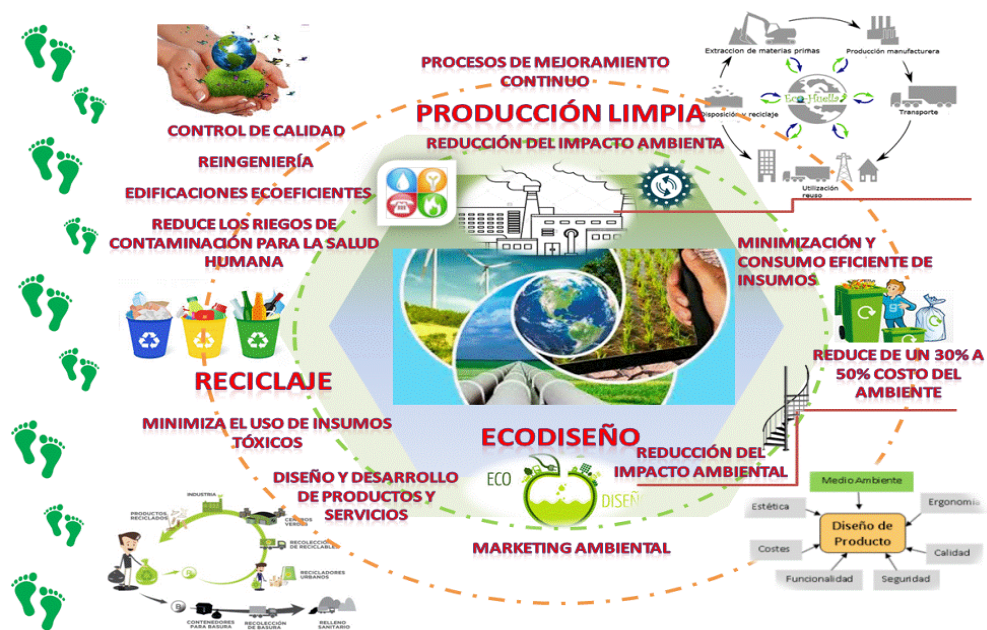 PROCESOS DE MEJORAMIENTO
CONTINUO
PRODUCCIÓN LIMPIA
REDUCCIÓN DEL IMPACTO AMBIENTA
Extraccion de materias primas
Producción manufacturera
Eco-Huella
Disposición y reciclaje
Transporte
Utilización
reuso
CONTROL DE CALIDAD
REINGENIERÍA
EDIFICACIONES ECOEFICIENTES
REDUCE LOS RIEGOS DE
CONTAMINACIÓN PARA LA SALUD
HUMANA
MINIMIZACIÓN Y
CONSUMO EFICIENTE DE
INSUMOS
REDUCE DE UN 30% A
50% COSTO DEL
AMBIENTE
RECICLAJE
MINIMIZA EL USO DE INSUMOS
TÓXICOS
ECODISEÑO
REDUCCIÓN DEL
IMPACTO AMBIENTAL
ECO
DISEÑ
DISEÑO Y DESARROLLO
DE PRODUCTOS Y
SERVICIOS
MARKETING AMBIENTAL
INDUSTRIA
PRODUCTOS
RECICLADOS
CENTROS
VERDES
RECOLECCIÓN
DE RECICLABLES
RECICLADORES
URBANOS
CONTENEDORES
PARA BASURA
RECOLECCIÓN
DE BASURA
RELLENO
SANITARIO
Medio Ambiente
Estética
Ergonomía
Diseño de
Producto
Costes
Calidad
Funcionalidad
Seguridad